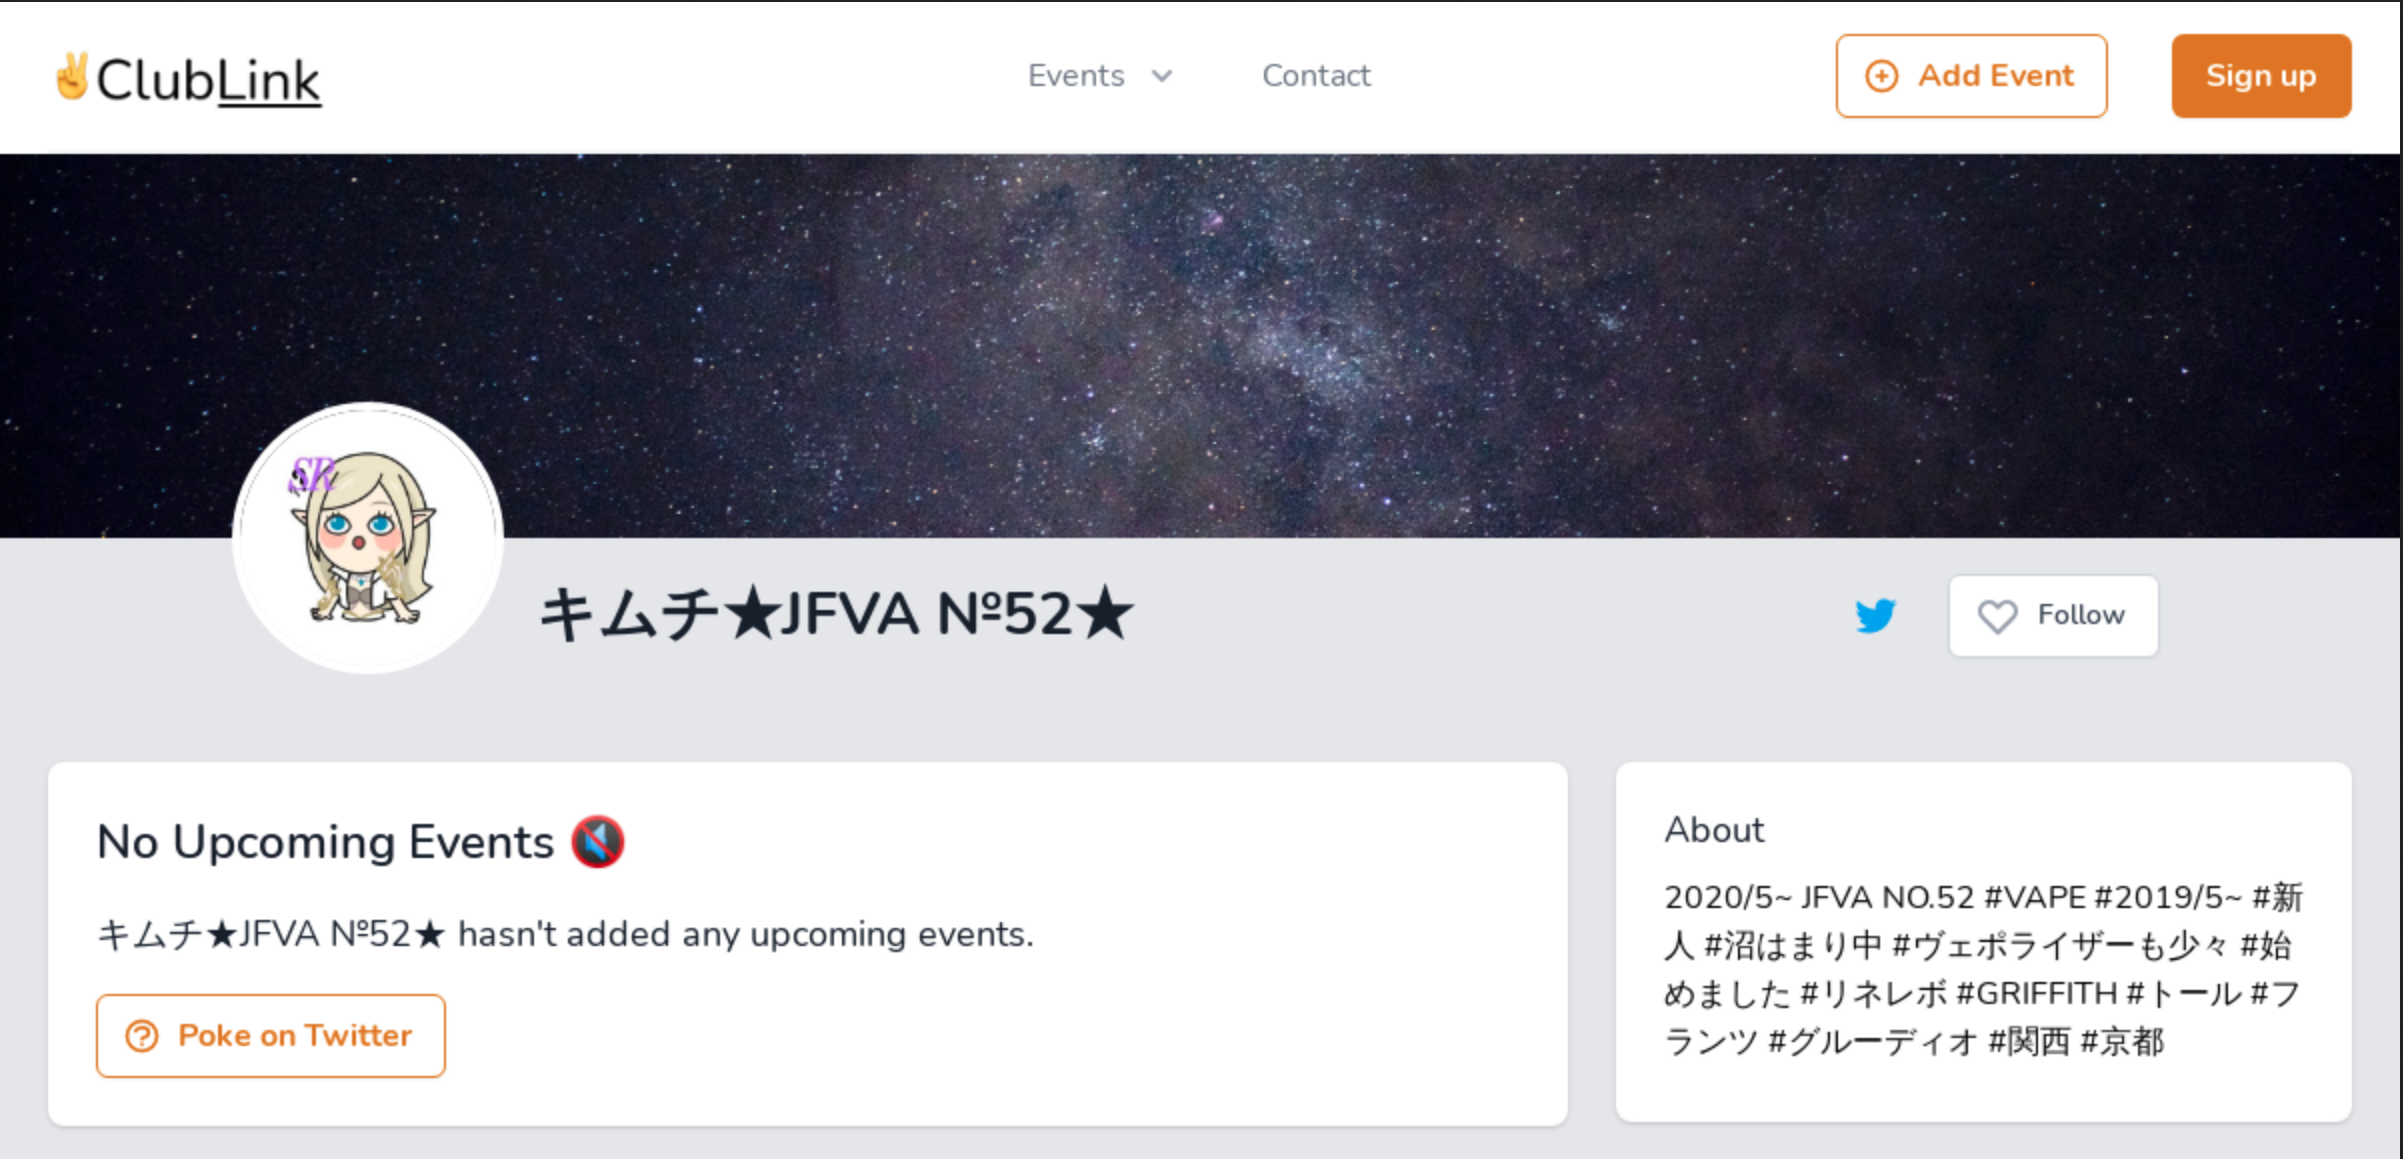 ✌ClubLink
Events
Contact
Add Event
Sign up
SR
キムチ★JFVA №52★
Follow
No Upcoming Events 🔇
キムチ★JFVA №52★ hasn't added any upcoming events.
Poke on Twitter
About
2020/5~ JFVA NO.52 #VAPE #2019/5~ #新
人 #沼はまり中 #ヴェポライザーも少々 #始
めました #リネレボ #GRIFFITH #トール #フ
ランツ #グルーディオ #関西 #京都